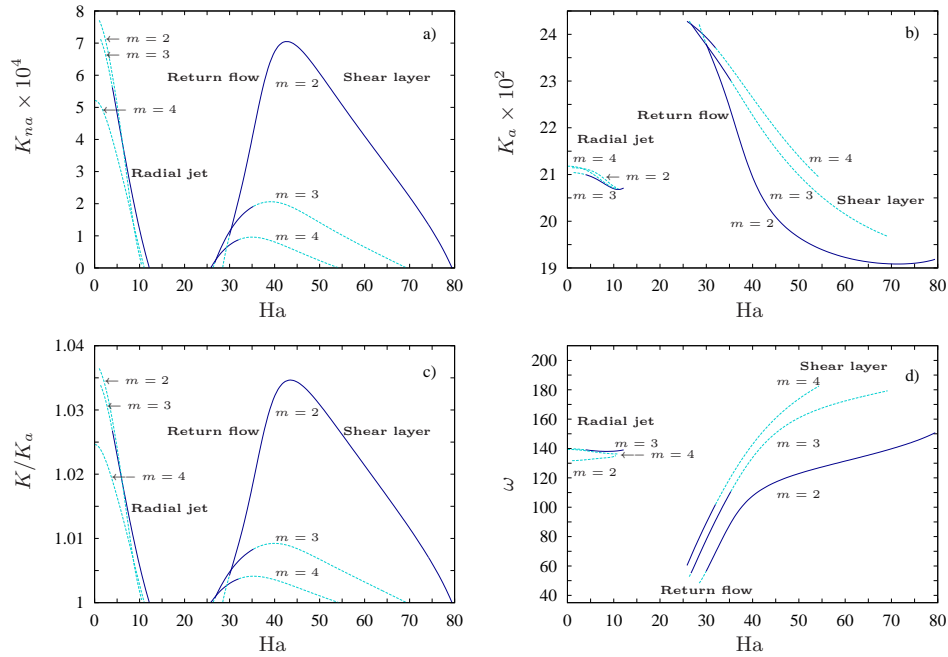 a)
K_{na} × 10^4
8
7
6
5
4
3
2
1
0
m = 2
m = 3
m = 4
Return flow
Shear layer
m = 2
Radial jet
m = 3
m = 4
0 10 20 30 40 50 60 70 80
Ha
b)
K_a × 10^2
24
23
22
21
20
19
Return flow
Radial jet
m = 4
m = 2
m = 3
m = 4
m = 3
Shear layer
m = 2
0 10 20 30 40 50 60 70 80
Ha
c)
K/K_a
1.04
1.03
1.02
1.01
1
m = 2
m = 3
m = 4
Return flow
Shear layer
m = 2
Radial jet
m = 3
m = 4
0 10 20 30 40 50 60 70 80
Ha
d)
ω
200
180
160
140
120
100
80
60
40
Shear layer
m = 4
Radial jet
m = 3
m = 4
m = 2
m = 3
m = 2
Return flow
0 10 20 30 40 50 60 70 80
Ha